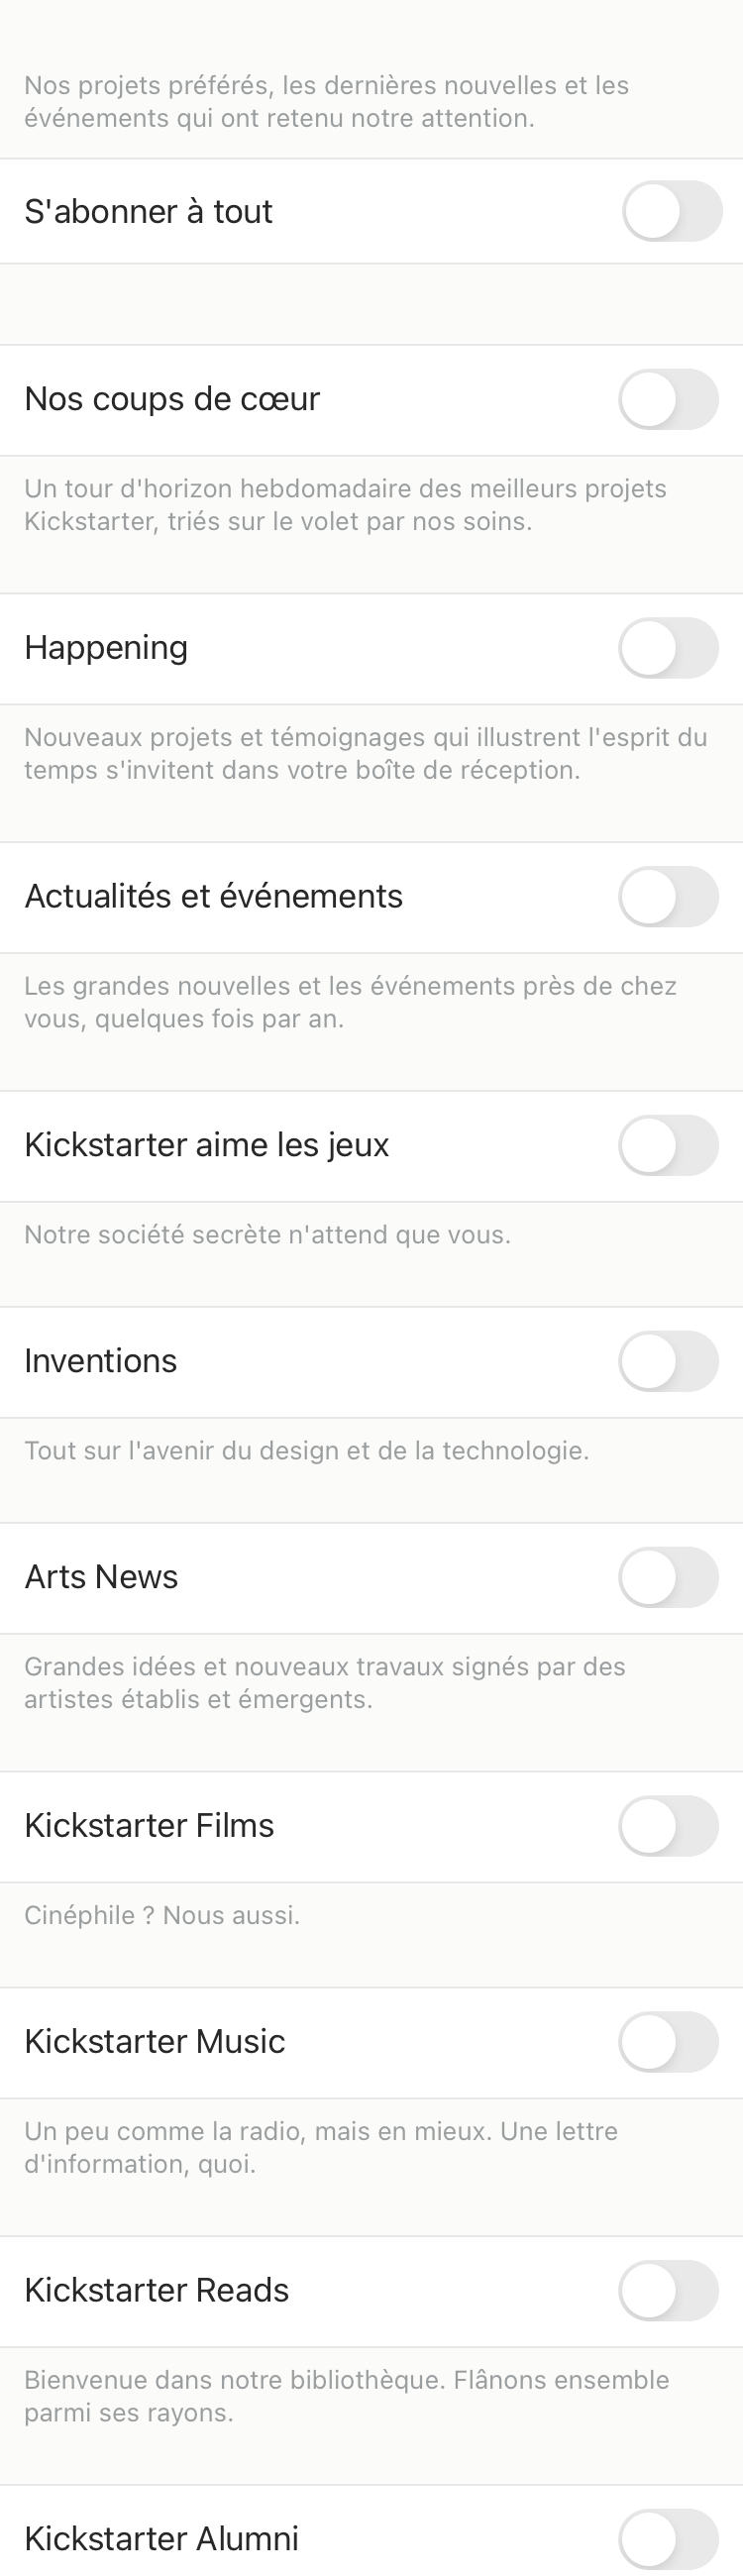 Nos projets préférés, les dernières nouvelles et les
événements qui ont retenu notre attention.
S'abonner à tout
Nos coups de cœur
Un tour d'horizon hebdomadaire des meilleurs projets
Kickstarter, triés sur le volet par nos soins.
Happening
Nouveaux projets et témoignages qui illustrent l'esprit du
temps s'invitent dans votre boîte de réception.
Actualités et événements
Les grandes nouvelles et les événements près de chez
vous, quelques fois par an.
Kickstarter aime les jeux
Notre société secrète n'attend que vous.
Inventions
Tout sur l'avenir du design et de la technologie.
Arts News
Grandes idées et nouveaux travaux signés par des
artistes établis et émergents.
Kickstarter Films
Cinéphile ? Nous aussi.
Kickstarter Music
Un peu comme la radio, mais en mieux. Une lettre
d'information, quoi.
Kickstarter Reads
Bienvenue dans notre bibliothèque. Flânons ensemble
parmi ses rayons.
Kickstarter Alumni